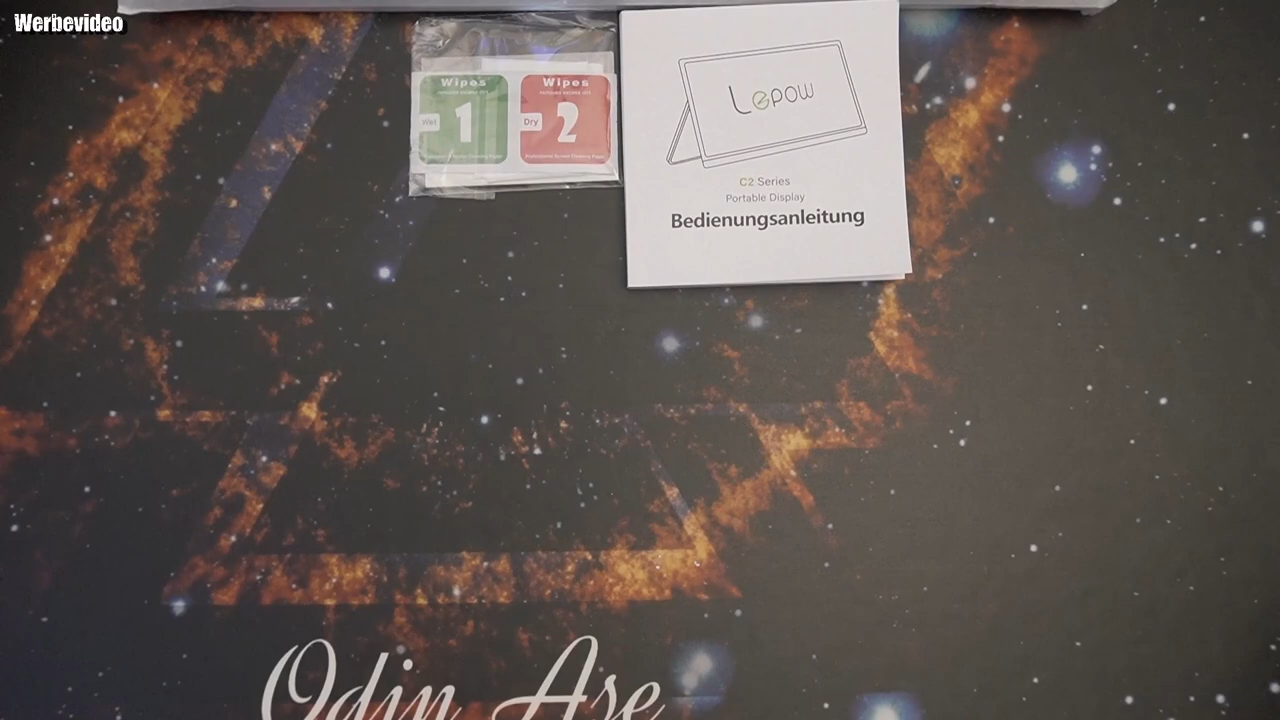 Werbevideo
Wipes
Wet
1
Wipes
Dry
2
Lepow
C2 Series
Portable Display
Bedienungsanleitung
Odin Ase